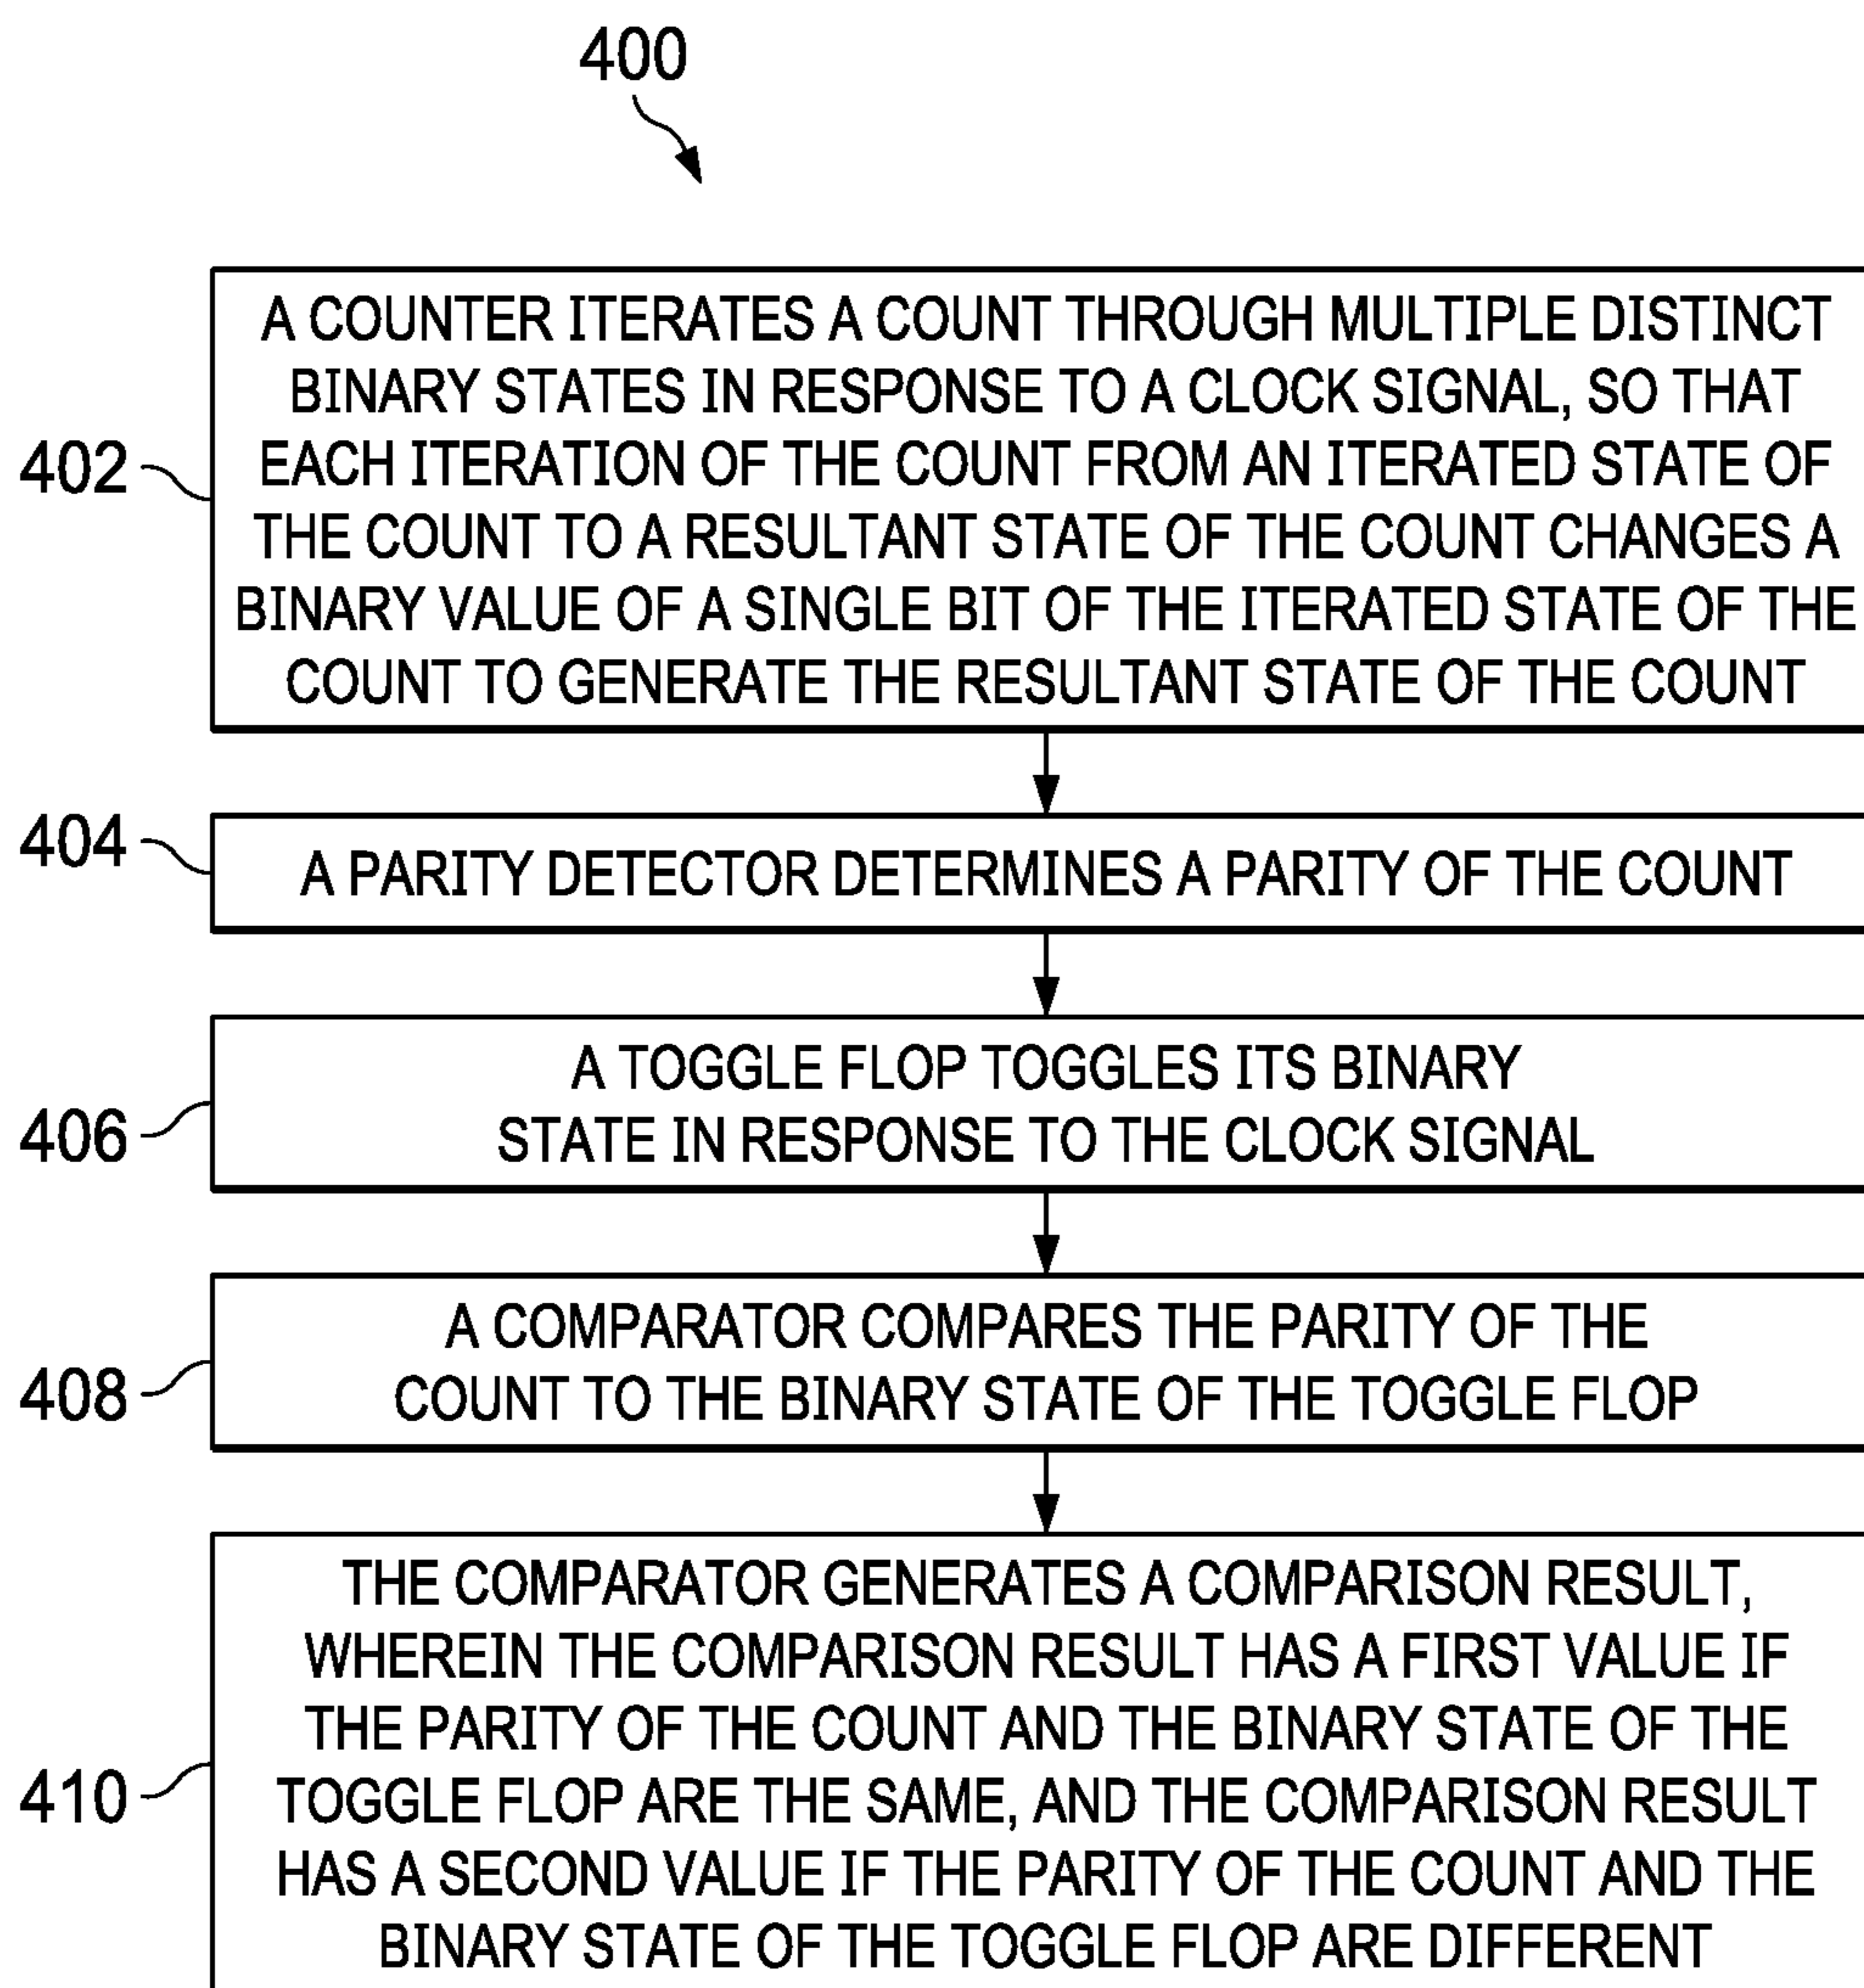 400
402
A COUNTER ITERATES A COUNT THROUGH MULTIPLE DISTINCT
BINARY STATES IN RESPONSE TO A CLOCK SIGNAL, SO THAT
EACH ITERATION OF THE COUNT FROM AN ITERATED STATE OF
THE COUNT TO A RESULTANT STATE OF THE COUNT CHANGES A
BINARY VALUE OF A SINGLE BIT OF THE ITERATED STATE OF THE
COUNT TO GENERATE THE RESULTANT STATE OF THE COUNT
404
A PARITY DETECTOR DETERMINES A PARITY OF THE COUNT
406
A TOGGLE FLOP TOGGLES ITS BINARY
STATE IN RESPONSE TO THE CLOCK SIGNAL
408
A COMPARATOR COMPARES THE PARITY OF THE
COUNT TO THE BINARY STATE OF THE TOGGLE FLOP
410
THE COMPARATOR GENERATES A COMPARISON RESULT,
WHEREIN THE COMPARISON RESULT HAS A FIRST VALUE IF
THE PARITY OF THE COUNT AND THE BINARY STATE OF THE
TOGGLE FLOP ARE THE SAME, AND THE COMPARISON RESULT
HAS A SECOND VALUE IF THE PARITY OF THE COUNT AND THE
BINARY STATE OF THE TOGGLE FLOP ARE DIFFERENT